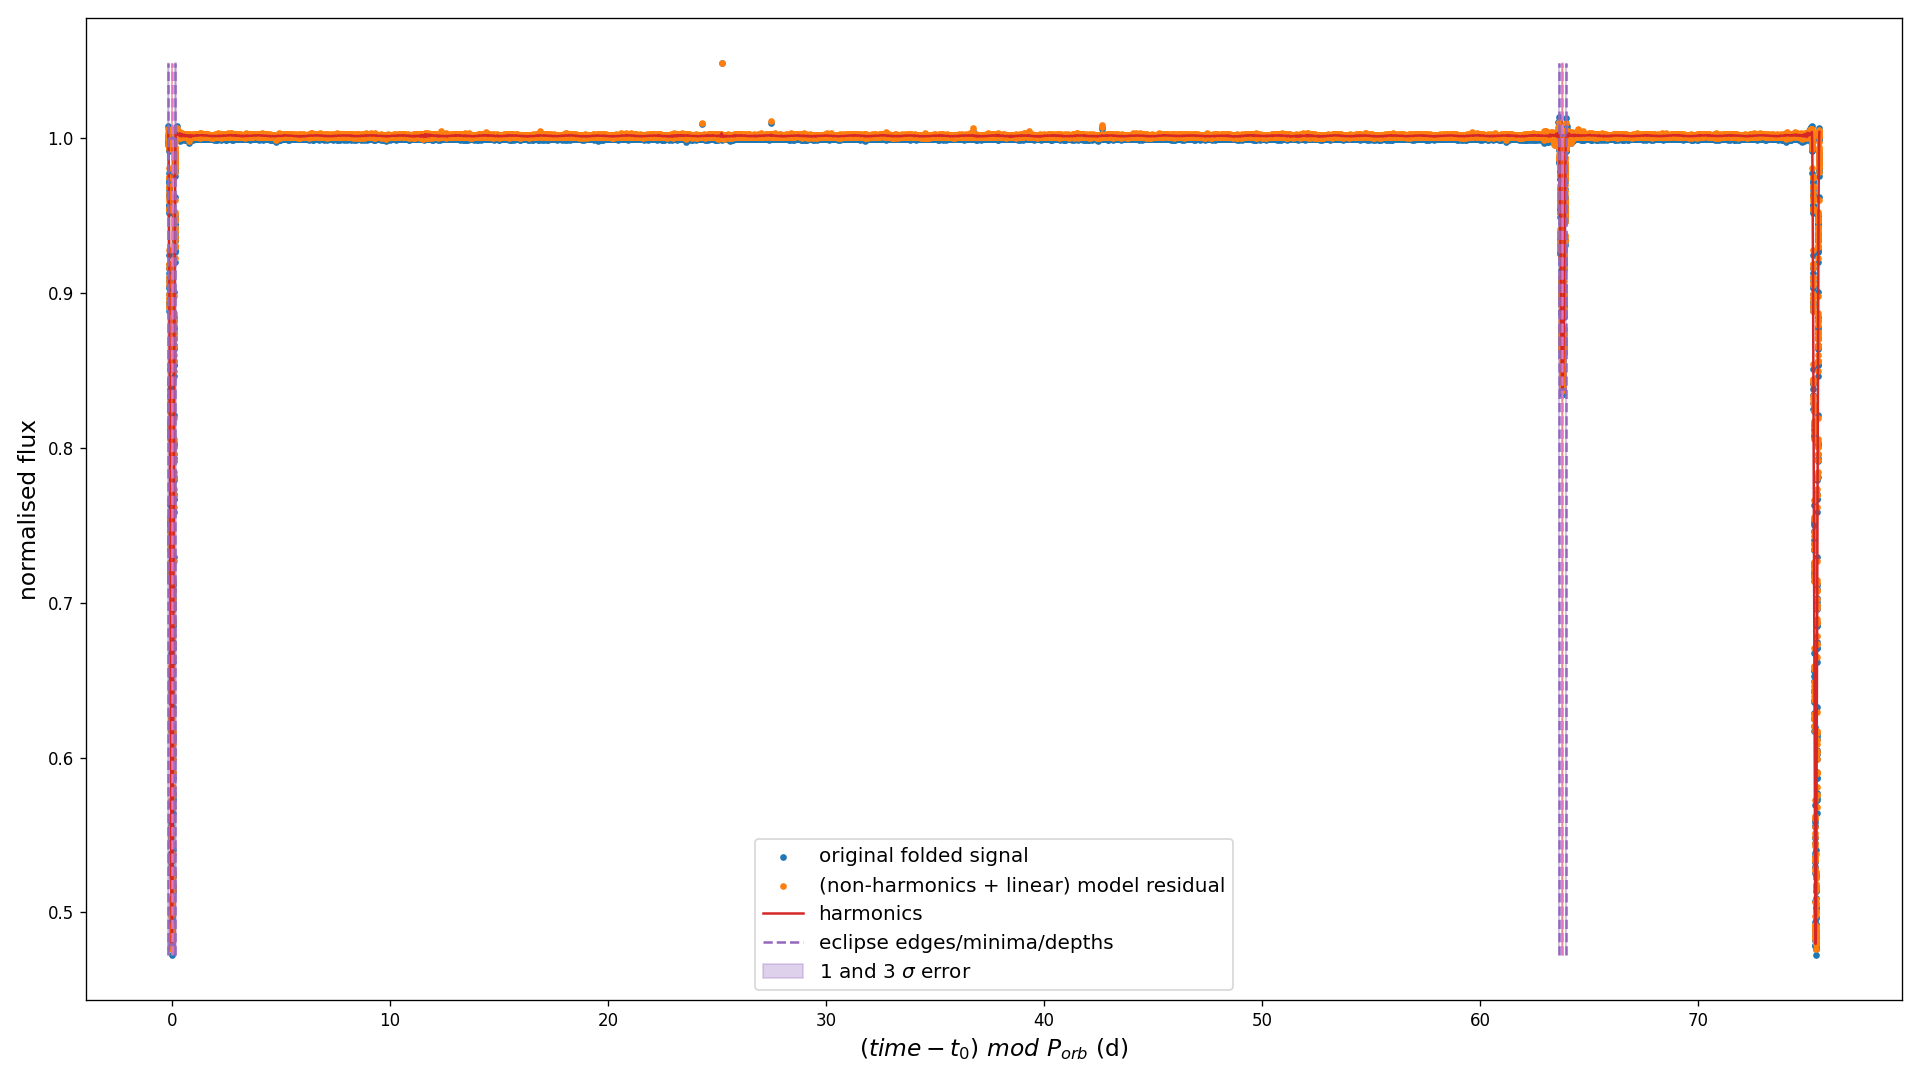 normalised flux
1.0
0.9
0.8
0.7
0.6
0.5
original folded signal
(non-harmonics + linear) model residual
harmonics
eclipse edges/minima/depths
1 and 3 σ error
0 10 20 30 40 50 60 70
(time − t₀) mod Pₒᵣb (d)